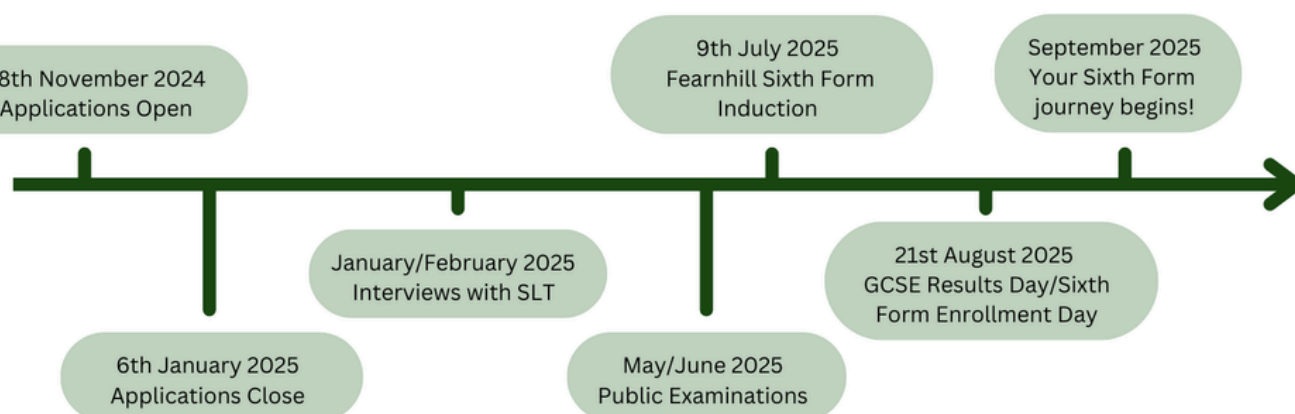 8th November 2024
Applications Open
6th January 2025
Applications Close
January/February 2025
Interviews with SLT
May/June 2025
Public Examinations
9th July 2025
Fearnhill Sixth Form
Induction
21st August 2025
GCSE Results Day/Sixth
Form Enrollment Day
September 2025
Your Sixth Form
journey begins!